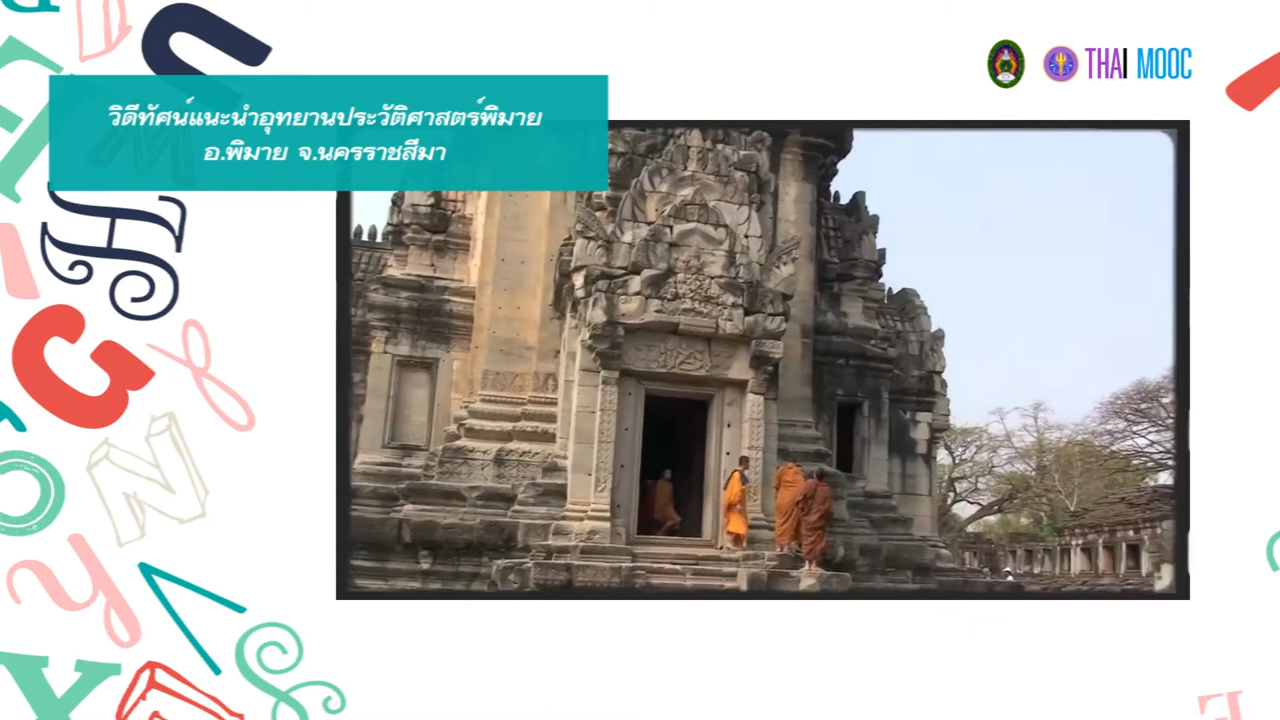 วิดีทัศน์แนะนำอุทยานประวัติศาสตร์พิมาย
อ.พิมาย จ.นครราชสีมา
THAI MOOC